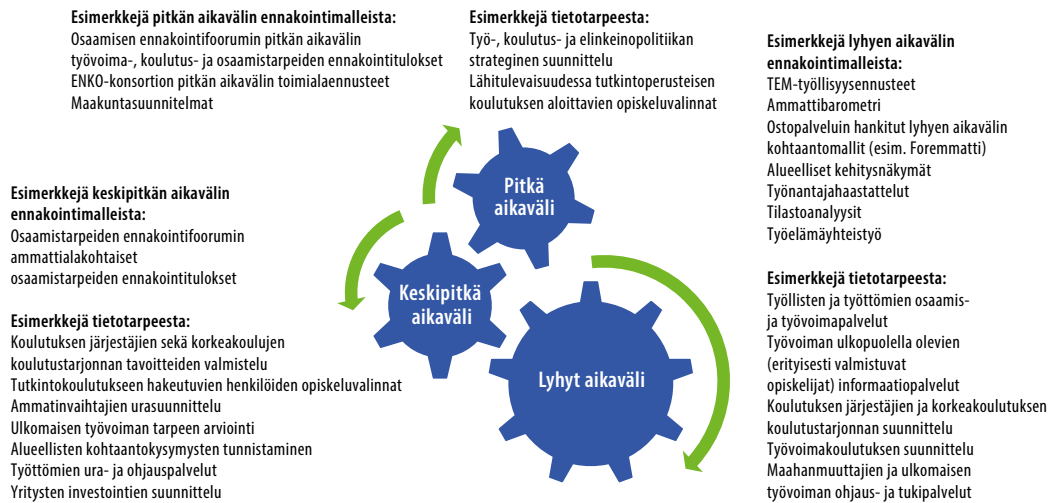 Esimerkkejä pitkän aikavälin ennakointimalleista:
Osaamisen ennakointifoorumin pitkän aikavälin
työvoima-, koulutus- ja osaamistarpeiden ennakointitulokset
ENKO-konsortion pitkän aikavälin toimialaennusteet
Maakuntasuunnitelmat
Esimerkkejä tietotarpeesta:
Työ-, koulutus- ja elinkeinopolitiikan
strateginen suunnittelu
Lähitulevaisuudessa tutkintoperusteisen
koulutuksen aloittavien opiskeluvalinnat
Esimerkkejä lyhyen aikavälin
ennakointimalleista:
TEM-työllisyysennusteet
Ammattibarometri
Ostopalveluin hankitut lyhyen aikavälin
kohtaantomallit (esim. Foremmatti)
Alueelliset kehitysnäkymät
Työnantajahaastattelut
Tilastoanalyysit
Työelämäyhteistyö
Pitkä
aikaväli
Esimerkkejä keskipitkän aikavälin
ennakointimalleista:
Osaamistarpeiden ennakointifoorumin
ammattialakohtaiset
osaamistarpeiden ennakointitulokset
Keskipitkä
aikaväli
Esimerkkejä tietotarpeesta:
Koulutuksen järjestäjien sekä korkeakoulujen
koulutustarjonnan tavoitteiden valmistelu
Tutkintokoulutukseen hakeutuvien henkilöiden opiskeluvalinnat
Ammatinvaihtajien urasuunnittelu
Ulkomaisen työvoiman tarpeen arviointi
Alueellisten kohtaantokysymysten tunnistaminen
Työttömien ura- ja ohjauspalvelut
Yritysten investointien suunnittelu
Lyhyt aikaväli
Esimerkkejä tietotarpeesta:
Työllisten ja työttömien osaamis-
ja työvoimapalvelut
Työvoiman ulkopuolella olevien
(erityisesti valmistuvat
opiskelijat) informaatiopalvelut
Koulutuksen järjestäjien ja korkeakoulutuksen
koulutustarjonnan suunnittelu
Työvoimakoulutuksen suunnittelu
Maahanmuuttajien ja ulkomaisen
työvoiman ohjaus- ja tukipalvelut